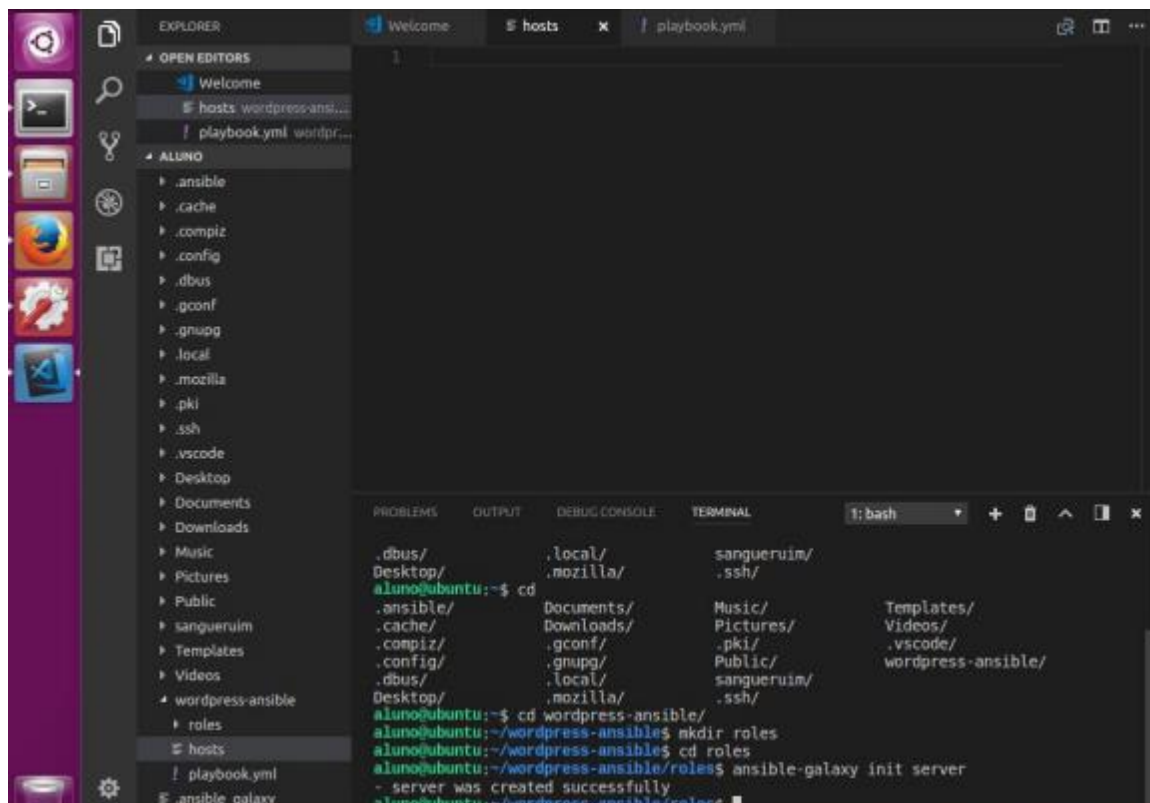 EXPLORER
OPEN EDITORS
Welcome
hosts wordpress-ansi...
playbook.yml wordpr...
ALUNO
.ansible
.cache
.compiz
.config
.dbus
.gconf
.gnupg
.local
.mozilla
.pki
.ssh
.vscode
Desktop
Documents
Downloads
Music
Pictures
Public
sangueruim
Templates
Videos
wordpress-ansible
roles
hosts
playbook.yml
.ansible_galaxy
Welcome hosts x playbook.yml
1
PROBLEMS OUTPUT DEBUG CONSOLE TERMINAL 1: bash
.dbus/ .local/ sangueruim/
Desktop/ .mozilla/ .ssh/
aluno@ubuntu:~$ cd
.ansible/ Documents/ Music/ Templates/
.cache/ Downloads/ Pictures/ Videos/
.compiz/ .gconf/ .pki/ .vscode/
.config/ .gnupg/ Public/ wordpress-ansible/
.dbus/ .local/ sangueruim/
Desktop/ .mozilla/ .ssh/
aluno@ubuntu:~$ cd wordpress-ansible/
aluno@ubuntu:~/wordpress-ansible$ mkdir roles
aluno@ubuntu:~/wordpress-ansible$ cd roles
aluno@ubuntu:~/wordpress-ansible/roles$ ansible-galaxy init server
- server was created successfully
aluno@ubuntu:~/wordpress-ansible/roles$